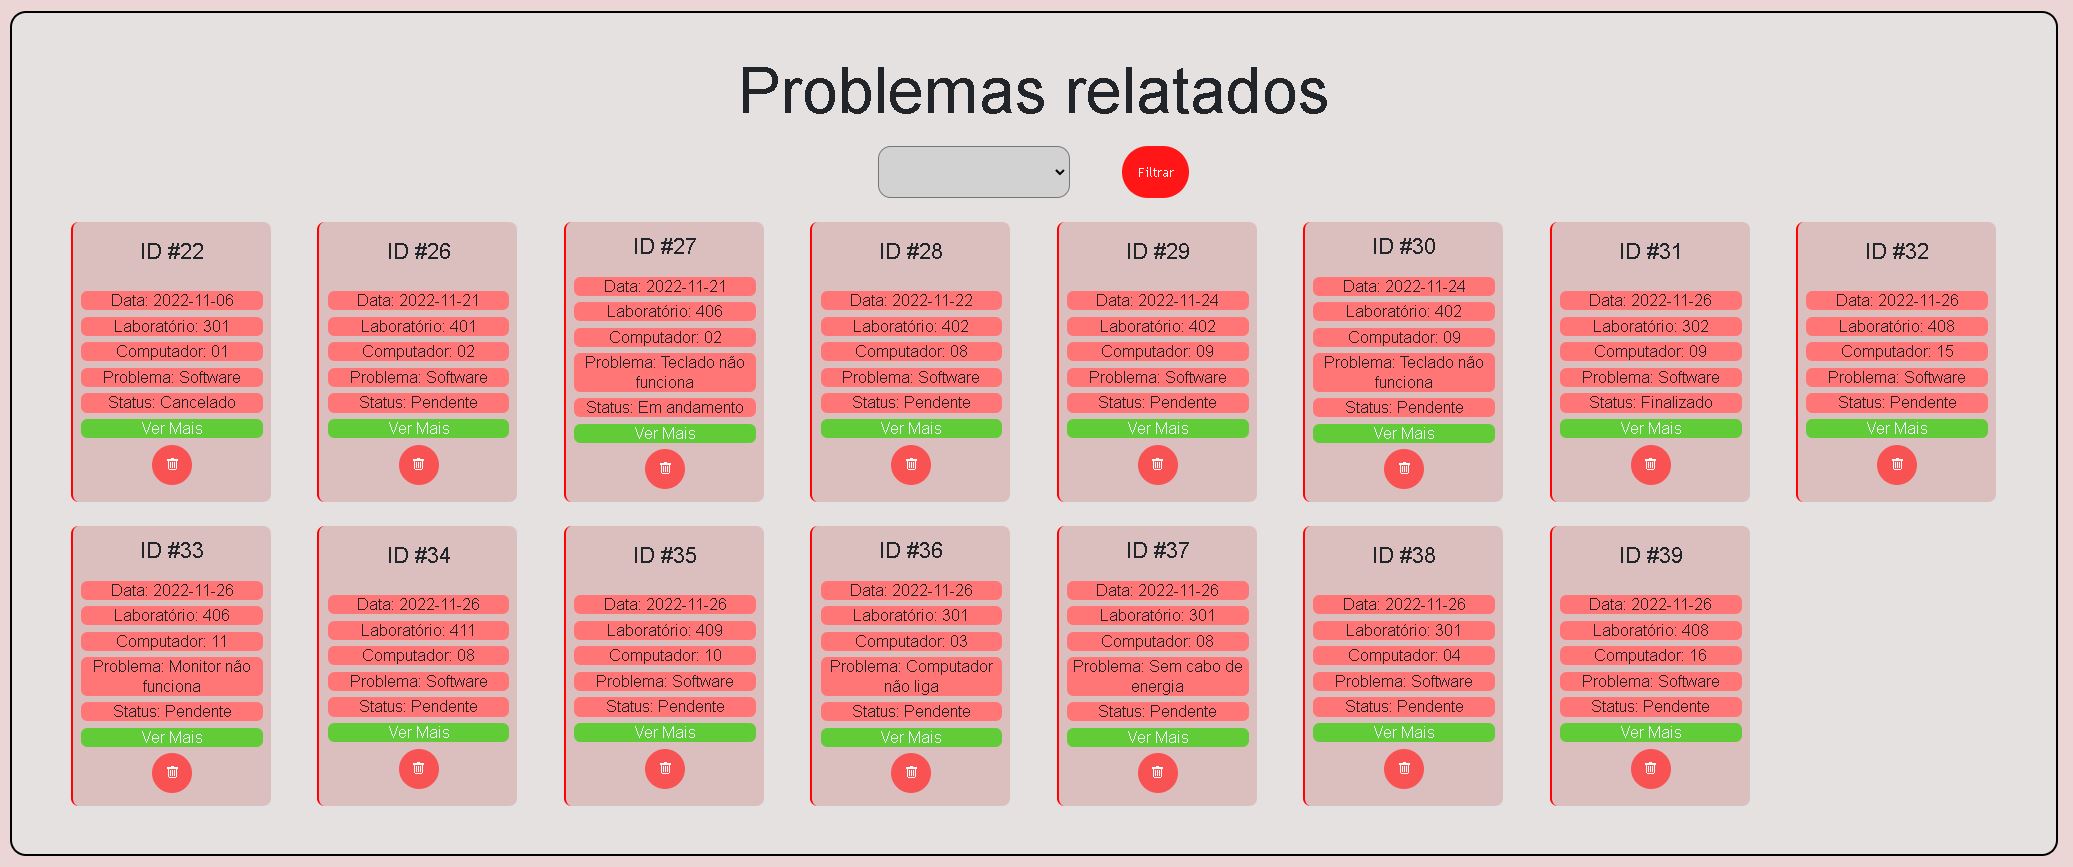 Problemas relatados
Filtrar
ID #22
Data: 2022-11-06
Laboratório: 301
Computador: 01
Problema: Software
Status: Cancelado
Ver Mais
ID #26
Data: 2022-11-21
Laboratório: 401
Computador: 02
Problema: Software
Status: Pendente
Ver Mais
ID #27
Data: 2022-11-21
Laboratório: 406
Computador: 02
Problema: Teclado não
funciona
Status: Em andamento
Ver Mais
ID #28
Data: 2022-11-22
Laboratório: 402
Computador: 08
Problema: Software
Status: Pendente
Ver Mais
ID #29
Data: 2022-11-24
Laboratório: 402
Computador: 09
Problema: Software
Status: Pendente
Ver Mais
ID #30
Data: 2022-11-24
Laboratório: 402
Computador: 09
Problema: Teclado não
funciona
Status: Pendente
Ver Mais
ID #31
Data: 2022-11-26
Laboratório: 302
Computador: 09
Problema: Software
Status: Finalizado
Ver Mais
ID #32
Data: 2022-11-26
Laboratório: 408
Computador: 15
Problema: Software
Status: Pendente
Ver Mais
ID #33
Data: 2022-11-26
Laboratório: 406
Computador: 11
Problema: Monitor não
funciona
Status: Pendente
Ver Mais
ID #34
Data: 2022-11-26
Laboratório: 411
Computador: 08
Problema: Software
Status: Pendente
Ver Mais
ID #35
Data: 2022-11-26
Laboratório: 409
Computador: 10
Problema: Software
Status: Pendente
Ver Mais
ID #36
Data: 2022-11-26
Laboratório: 301
Computador: 03
Problema: Computador
não liga
Status: Pendente
Ver Mais
ID #37
Data: 2022-11-26
Laboratório: 301
Computador: 08
Problema: Sem cabo de
energia
Status: Pendente
Ver Mais
ID #38
Data: 2022-11-26
Laboratório: 301
Computador: 04
Problema: Software
Status: Pendente
Ver Mais
ID #39
Data: 2022-11-26
Laboratório: 408
Computador: 16
Problema: Software
Status: Pendente
Ver Mais